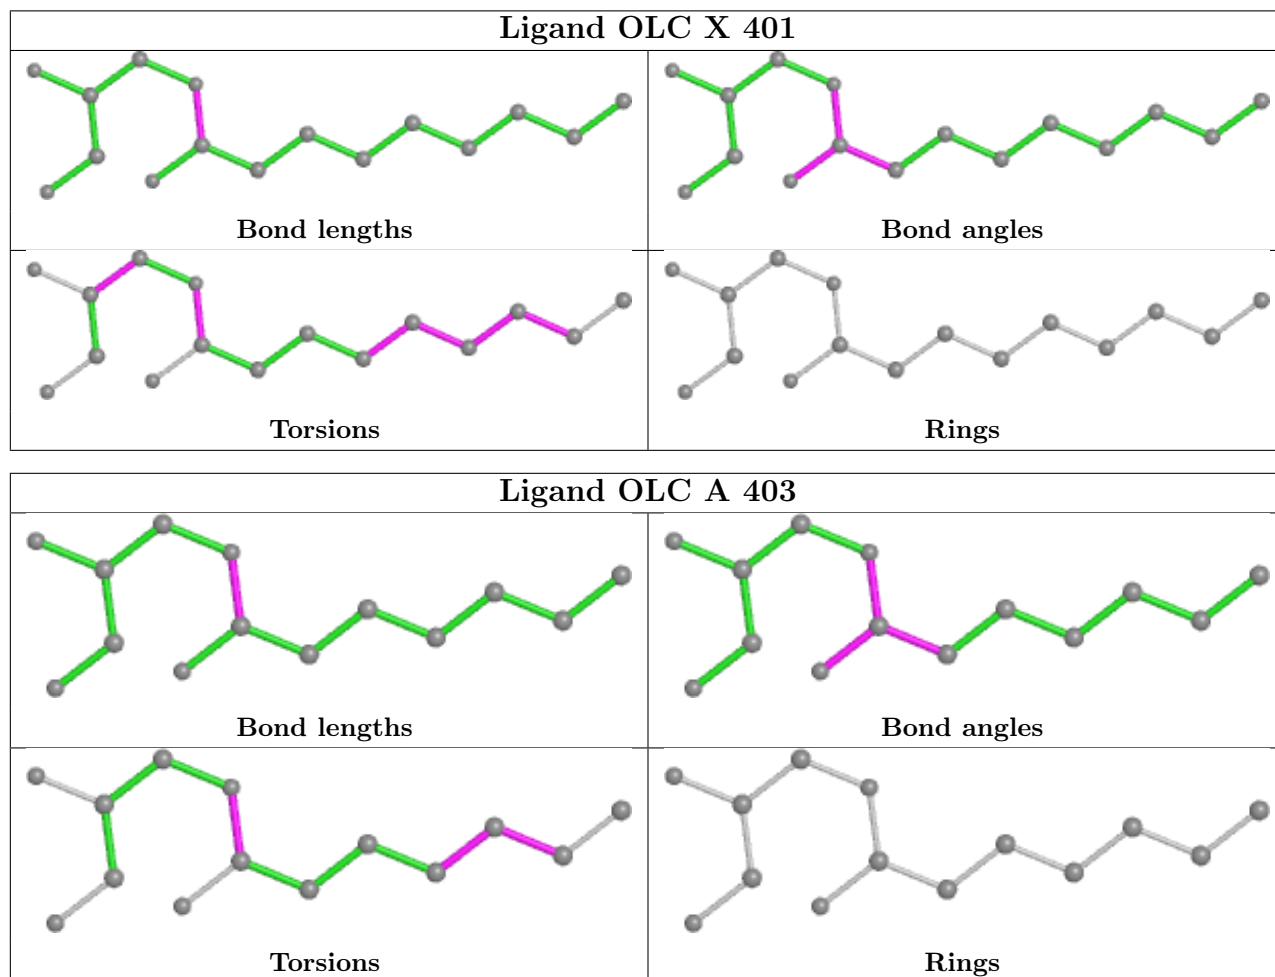 Ligand OLC X 401
Bond lengths Bond angles
Torsions Rings
Ligand OLC A 403
Bond lengths Bond angles
Torsions Rings